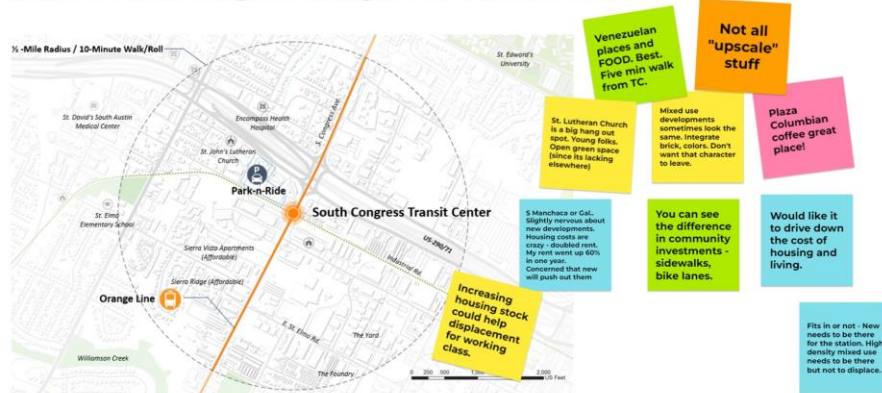 ½ -Mile Radius / 10-Minute Walk/Roll
St. Edward's
University
St. David's South Austin
Medical Center
Encompass Health
Hospital
S. Congress Ave.
St. John's Lutheran
Church
Park-n-Ride
South Congress Transit Center
St. Elmo
Elementary School
US-290/71
Sierra Vista Apartments
(Affordable)
Industrial Rd.
Sierra Ridge (Affordable)
Orange Line
E. St. Elmo Rd.
The Yard
Williamson Creek
The Foundry
0 250 500 1,000 2,000
US Feet
Venezuelan
places and
FOOD. Best.
Five min walk
from TC.
Not all
"upscale"
stuff
St. Lutheran Church
is a big hang out
spot. Young folks.
Open green space
(since its lacking
elsewhere)
Mixed use
developments
sometimes look the
same. Integrate
brick, colors. Don't
want that character
to leave.
Plaza
Columbian
coffee great
place!
S Manchaca or Gal..
Slightly nervous about
new developments.
Housing costs are
crazy - doubled rent.
My rent went up 60%
in one year.
Concerned that new
will push out them
You can see
the difference
in community
investments -
sidewalks,
bike lanes.
Would like it
to drive down
the cost of
housing and
living.
Increasing
housing stock
could help
displacement
for working
class.
Fits in or not - New
needs to be there
for the station. High
density mixed use
needs to be there
but not to displace.